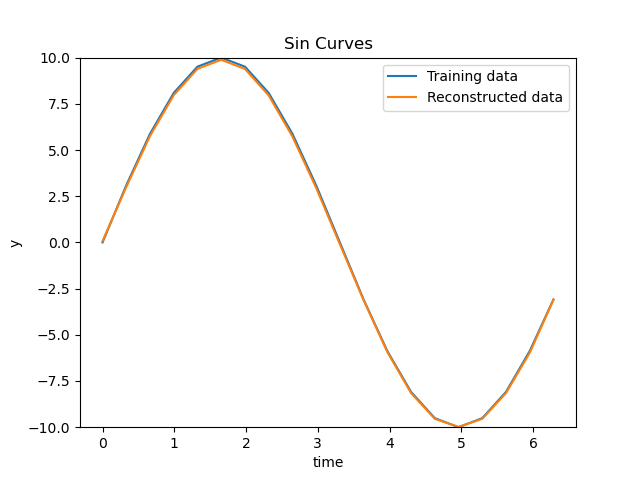 Sin Curves
Training data
Reconstructed data
10.0
7.5
5.0
2.5
0.0
−2.5
−5.0
−7.5
−10.0
y
0 1 2 3 4 5 6
time